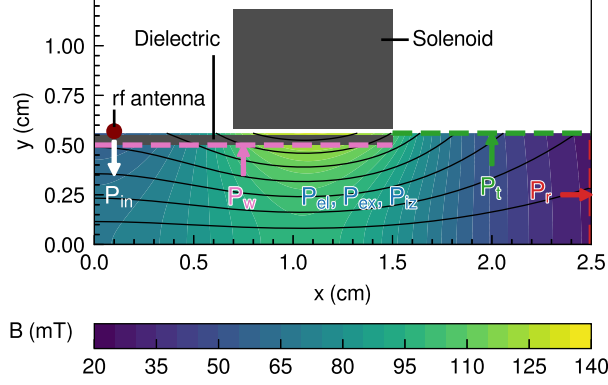 1.00
0.75
0.50
0.25
0.00
y (cm)
Dielectric
Solenoid
rf antenna
P_in
P_w
P_el, P_ex, P_iz
P_t
P_r
0.0 0.5 1.0 1.5 2.0 2.5
x (cm)
B (mT)
20 35 50 65 80 95 110 125 140